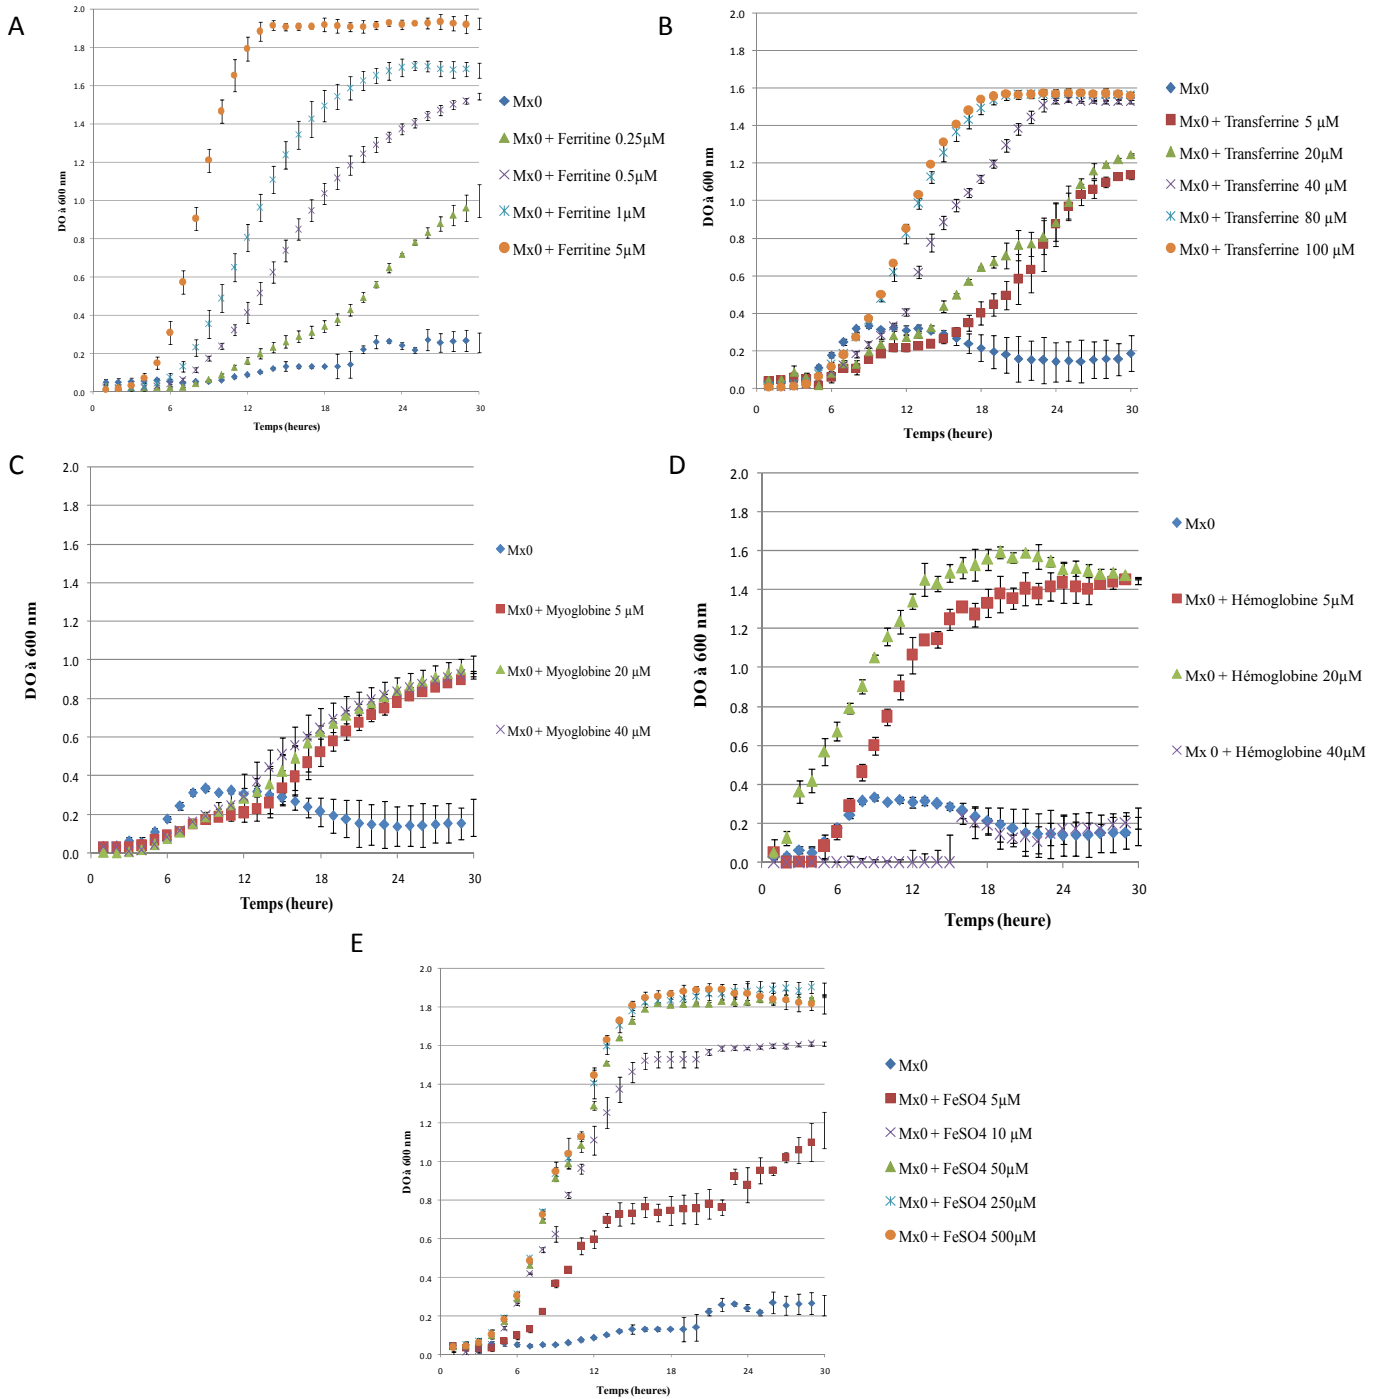 A
2.0
1.8
1.6
1.4
1.2
1.0
0.8
0.6
0.4
0.2
0.0
0 6 12 18 24 30
DO à 600 nm
Temps (heures)
Mx0
Mx0 + Ferritine 0.25µM
Mx0 + Ferritine 0.5µM
Mx0 + Ferritine 1µM
Mx0 + Ferritine 5µM
B
2.0
1.8
1.6
1.4
1.2
1.0
0.8
0.6
0.4
0.2
0.0
0 6 12 18 24 30
DO à 600 nm
Temps (heure)
Mx0
Mx0 + Transferrine 5 µM
Mx0 + Transferrine 20µM
Mx0 + Transferrine 40 µM
Mx0 + Transferrine 80 µM
Mx0 + Transferrine 100 µM
C
2.0
1.8
1.6
1.4
1.2
1.0
0.8
0.6
0.4
0.2
0.0
0 6 12 18 24 30
DO à 600 nm
Temps (heure)
Mx0
Mx0 + Myoglobine 5 µM
Mx0 + Myoglobine 20 µM
Mx0 + Myoglobine 40 µM
D
2.0
1.8
1.6
1.4
1.2
1.0
0.8
0.6
0.4
0.2
0.0
0 6 12 18 24 30
DO à 600 nm
Temps (heure)
Mx0
Mx0 + Hémoglobine 5µM
Mx0 + Hémoglobine 20µM
Mx 0 + Hémoglobine 40µM
E
2.0
1.8
1.6
1.4
1.2
1.0
0.8
0.6
0.4
0.2
0.0
0 6 12 18 24 30
DO à 600 nm
Temps (heures)
Mx0
Mx0 + FeSO4 5µM
Mx0 + FeSO4 10 µM
Mx0 + FeSO4 50µM
Mx0 + FeSO4 250µM
Mx0 + FeSO4 500µM